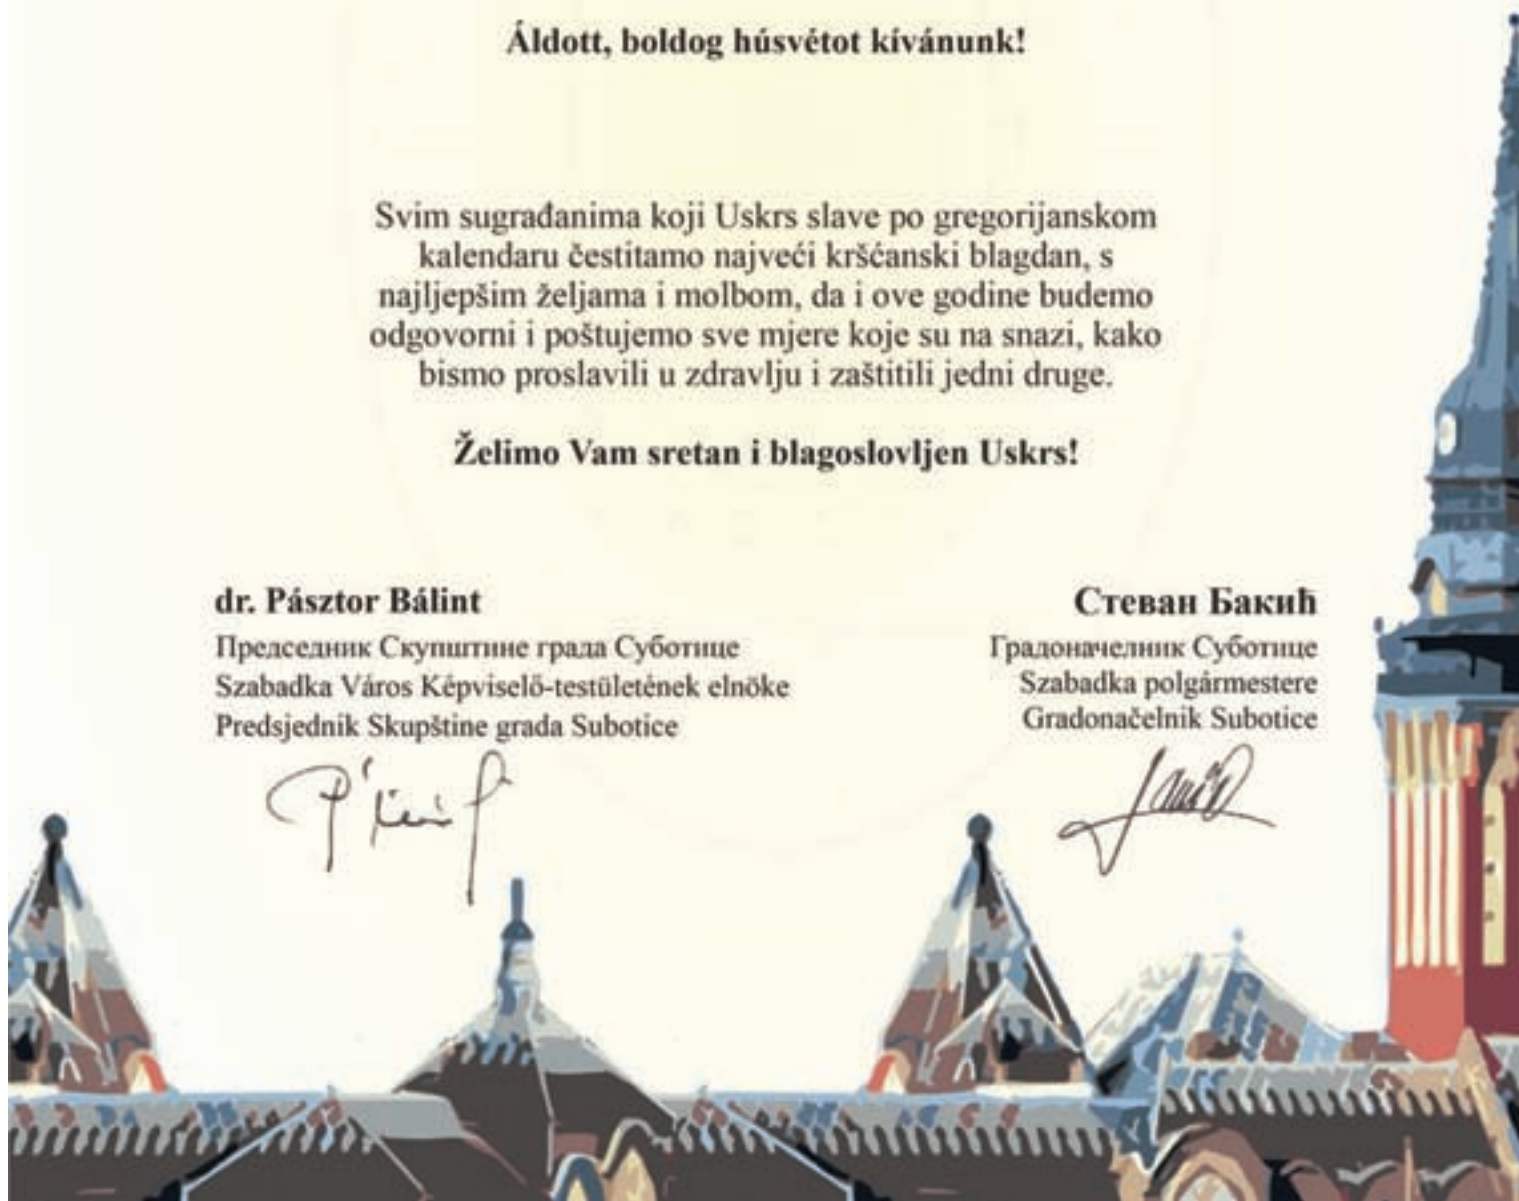 Áldott, boldog húsvétot kívánunk!
Svim sugrađanima koji Uskrs slave po gregorijanskom
kalendaru čestitamo najveći kršćanski blagdan, s
najljepšim željama i molbom, da i ove godine budemo
odgovorni i poštujemo sve mjere koje su na snazi, kako
bismo proslavili u zdravlju i zaštitili jedni druge.
Želimo Vam sretan i blagoslovljen Uskrs!
dr. Pásztor Bálint
Председник Скупштине града Суботице
Szabadka Város Képviselő-testületének elnöke
Predsjednik Skupštine grada Subotice
Стеван Бакић
Градоначелник Суботице
Szabadka polgármestere
Gradonačelnik Subotice